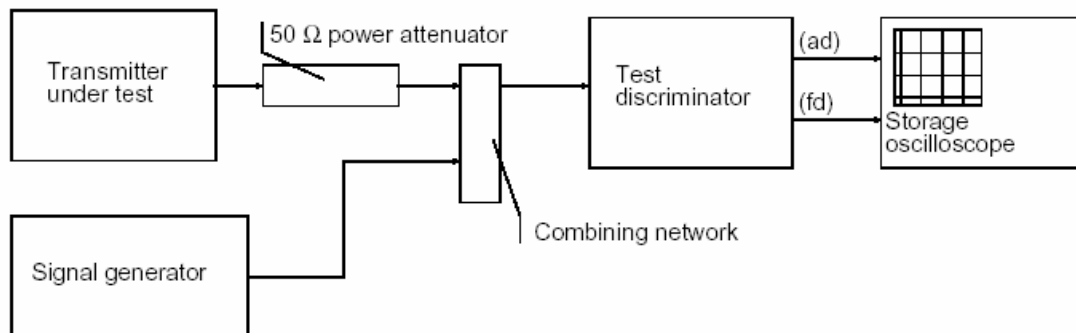 50 Ω power attenuator
Transmitter
under test
Test
discriminator
(ad)
(fd)
Storage
oscilloscope
Combining network
Signal generator